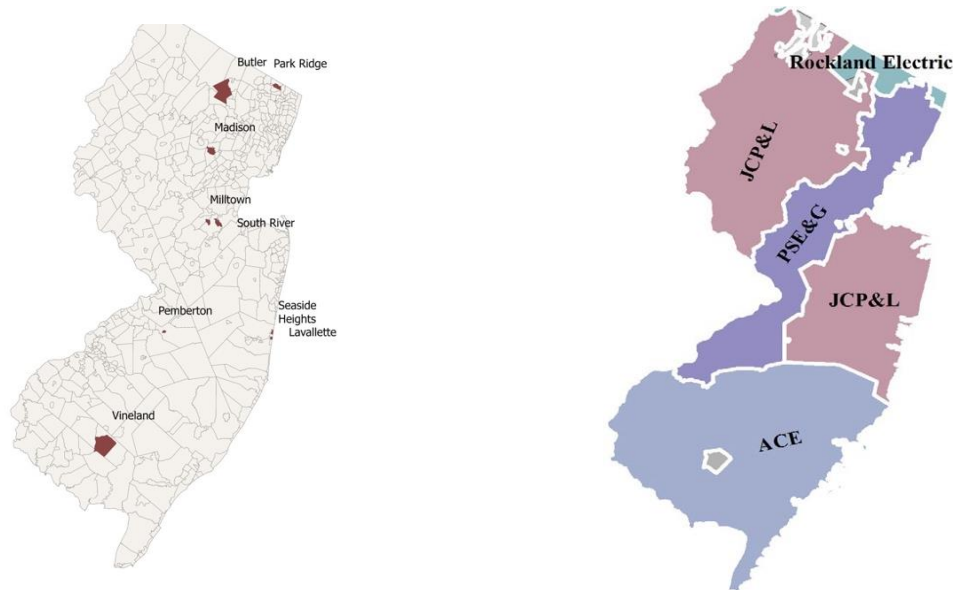 Butler Park Ridge
Madison
Milltown
South River
Pemberton
Seaside
Heights
Lavallette
Vineland
Rockland Electric
JCP&L
PSE&G
JCP&L
ACE